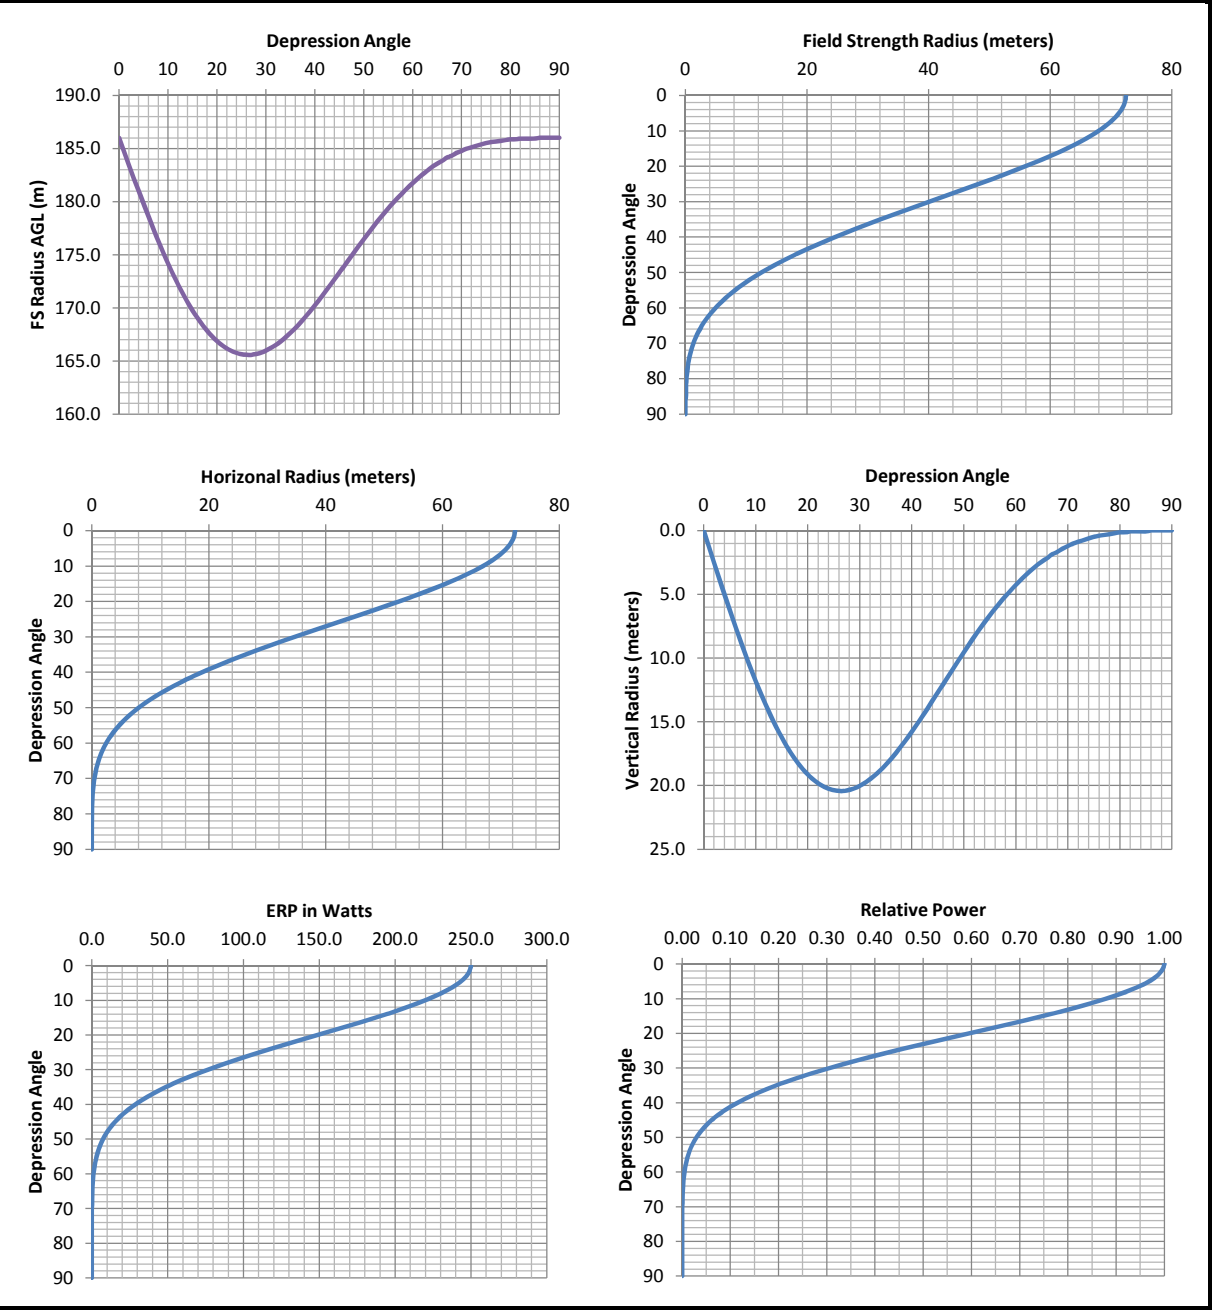 Depression Angle
0 10 20 30 40 50 60 70 80 90
190.0
185.0
180.0
175.0
170.0
165.0
160.0
FS Radius AGL (m)
Field Strength Radius (meters)
0 20 40 60 80
0
10
20
30
40
50
60
70
80
90
Depression Angle
Horizonal Radius (meters)
0 20 40 60 80
0
10
20
30
40
50
60
70
80
90
Depression Angle
Depression Angle
0 10 20 30 40 50 60 70 80 90
0.0
5.0
10.0
15.0
20.0
25.0
Vertical Radius (meters)
ERP in Watts
0.0 50.0 100.0 150.0 200.0 250.0 300.0
0
10
20
30
40
50
60
70
80
90
Depression Angle
Relative Power
0.00 0.10 0.20 0.30 0.40 0.50 0.60 0.70 0.80 0.90 1.00
0
10
20
30
40
50
60
70
80
90
Depression Angle